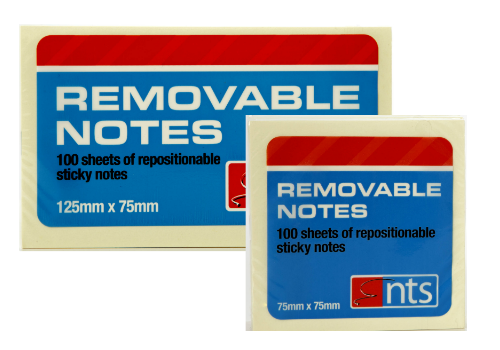 REMOVABLE
NOTES
100 sheets of repositionable
sticky notes
125mm x 75mm
REMOVABLE
NOTES
100 sheets of repositionable
sticky notes
75mm x 75mm
nts